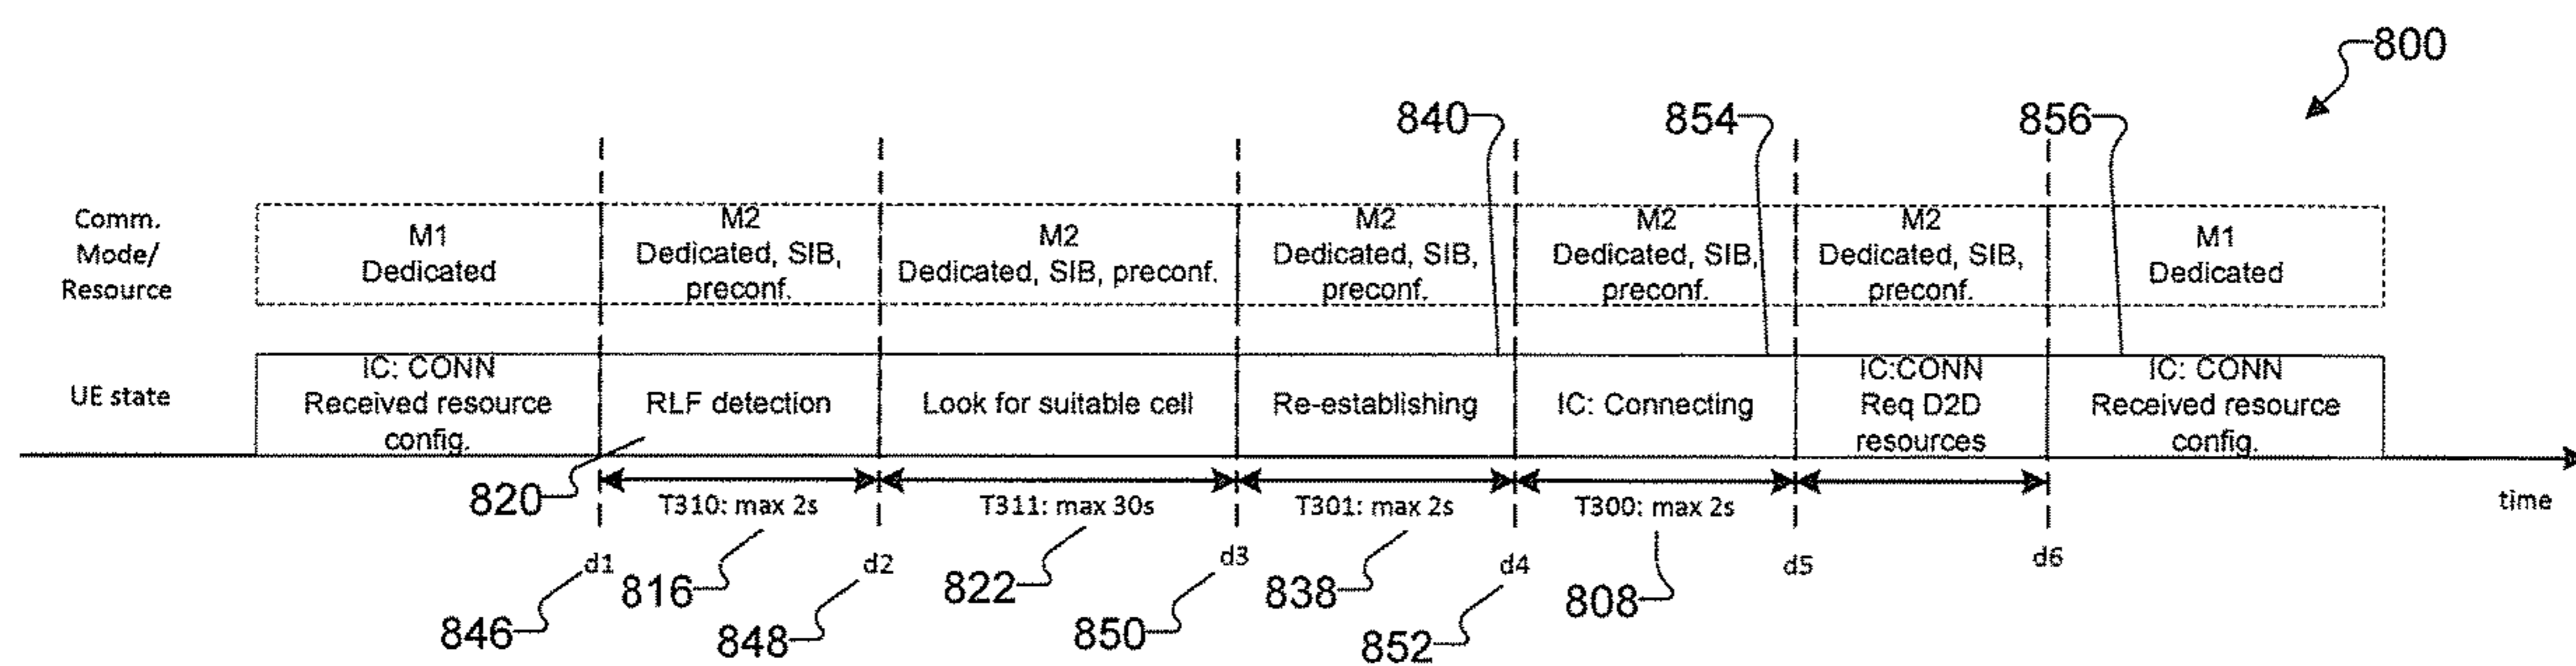 800
840
854
856
Comm.
Mode/
Resource
M1
Dedicated
M2
Dedicated, SIB,
preconf.
M2
Dedicated, SIB, preconf.
M2
Dedicated, SIB,
preconf.
M2
Dedicated, SIB,
preconf.
M2
Dedicated, SIB,
preconf.
M1
Dedicated
UE state
IC: CONN
Received resource
config.
RLF detection
Look for suitable cell
Re-establishing
IC: Connecting
IC:CONN
Req D2D
resources
IC: CONN
Received resource
config.
820
T310: max 2s
T311: max 30s
T301: max 2s
T300: max 2s
time
d1
d2
d3
d4
d5
d6
846
816
848
822
850
838
852
808